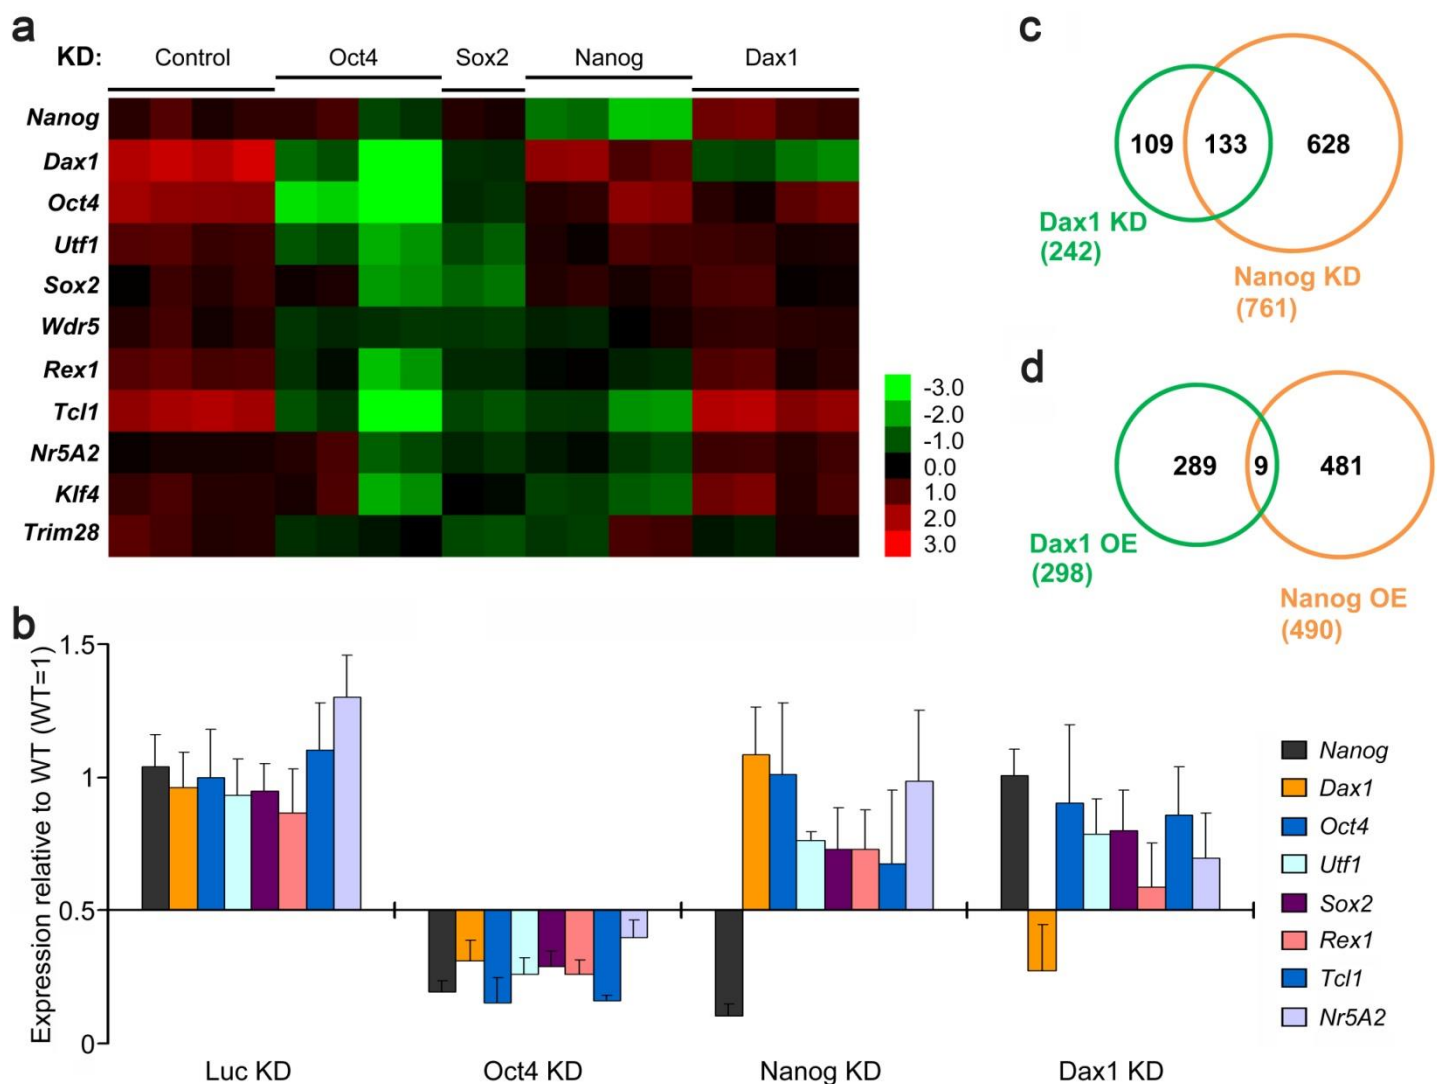 a
KD: Control Oct4 Sox2 Nanog Dax1
Nanog
Dax1
Oct4
Utf1
Sox2
Wdr5
Rex1
Tcl1
Nr5A2
Klf4
Trim28
-3.0
-2.0
-1.0
0.0
1.0
2.0
3.0
c
109 133 628
Dax1 KD
(242)
Nanog KD
(761)
d
289 9 481
Dax1 OE
(298)
Nanog OE
(490)
b
Expression relative to WT (WT=1)
1.5
1
0.5
0
Luc KD Oct4 KD Nanog KD Dax1 KD
Nanog
Dax1
Oct4
Utf1
Sox2
Rex1
Tcl1
Nr5A2